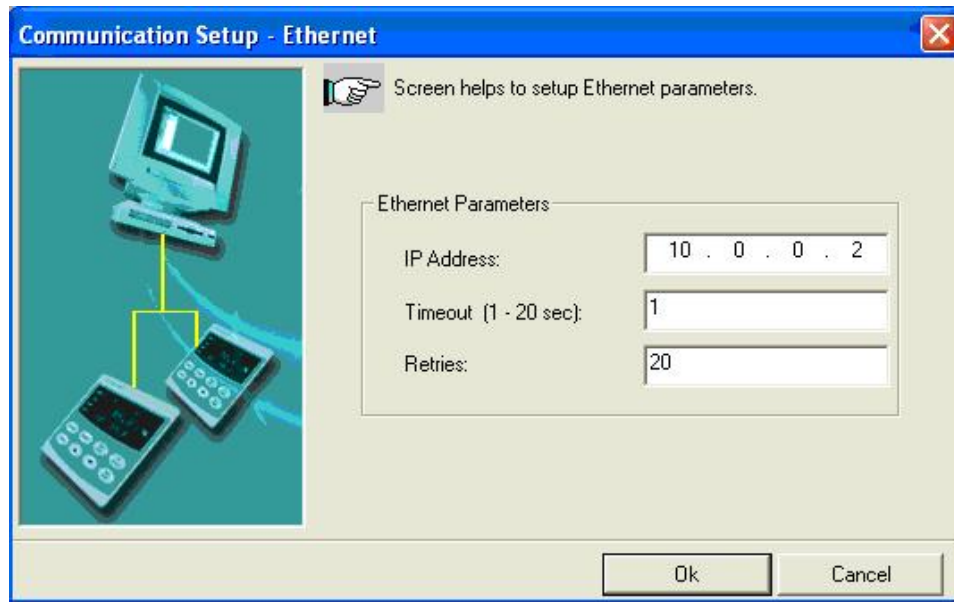 Communication Setup - Ethernet
Screen helps to setup Ethernet parameters.
Ethernet Parameters
IP Address: 10 . 0 . 0 . 2
Timeout (1 - 20 sec): 1
Retries: 20
Ok Cancel